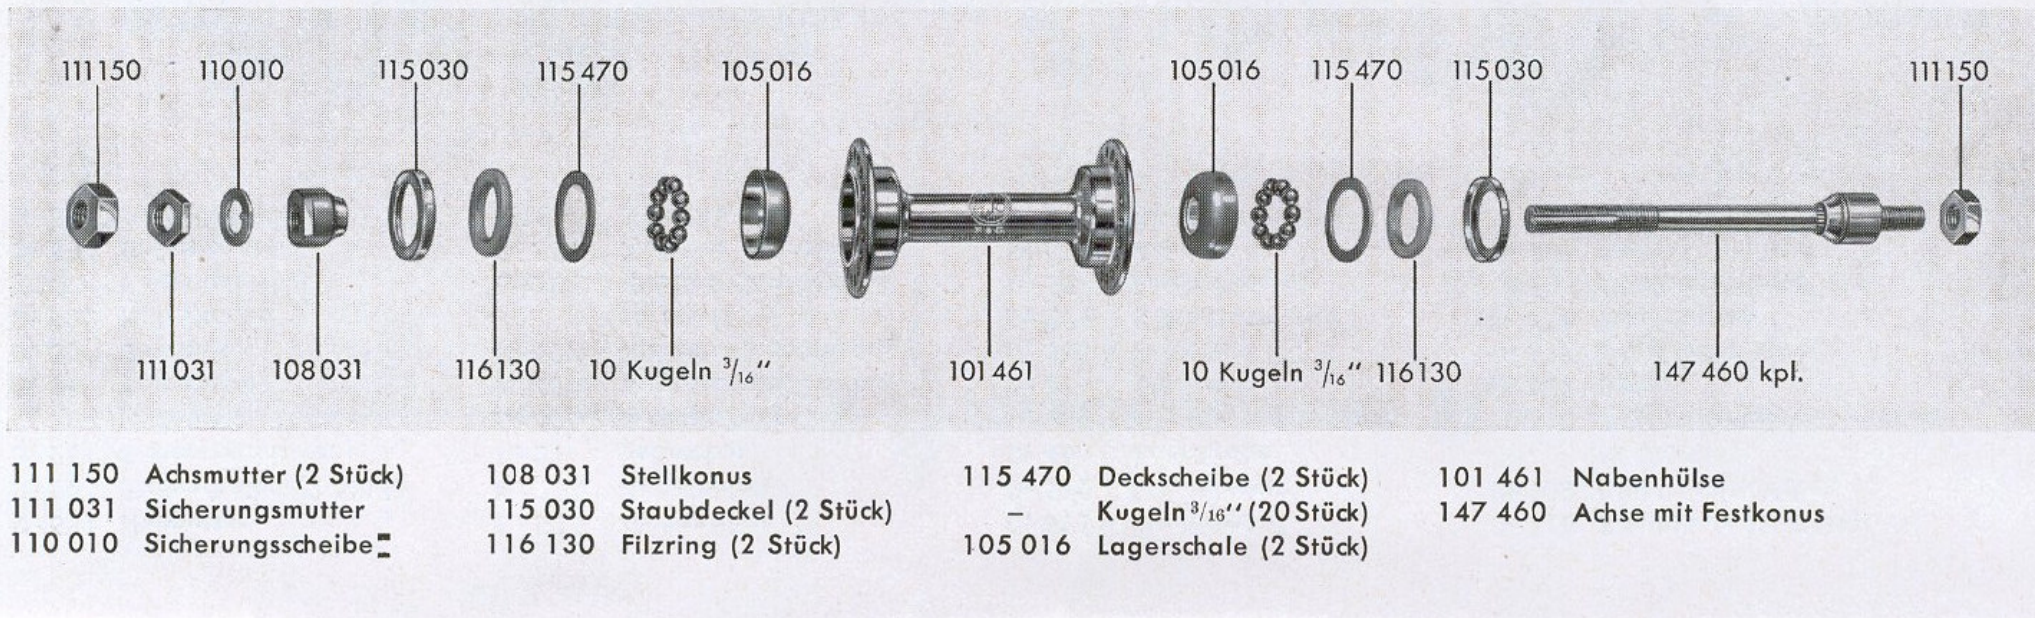 111150 110010 115030 115470 105016 105016 115470 115030 111150
111031 108031 116130 10 Kugeln 3/16" 101461 10 Kugeln 3/16" 116130 147460 kpl.
111 150 Achsmutter (2 Stück)
111 031 Sicherungsmutter
110 010 Sicherungsscheibe
108 031 Stellkonus
115 030 Staubdeckel (2 Stück)
116 130 Filzring (2 Stück)
115 470 Deckscheibe (2 Stück)
– Kugeln 3/16'' (20 Stück)
105 016 Lagerschale (2 Stück)
101 461 Nabenhülse
147 460 Achse mit Festkonus